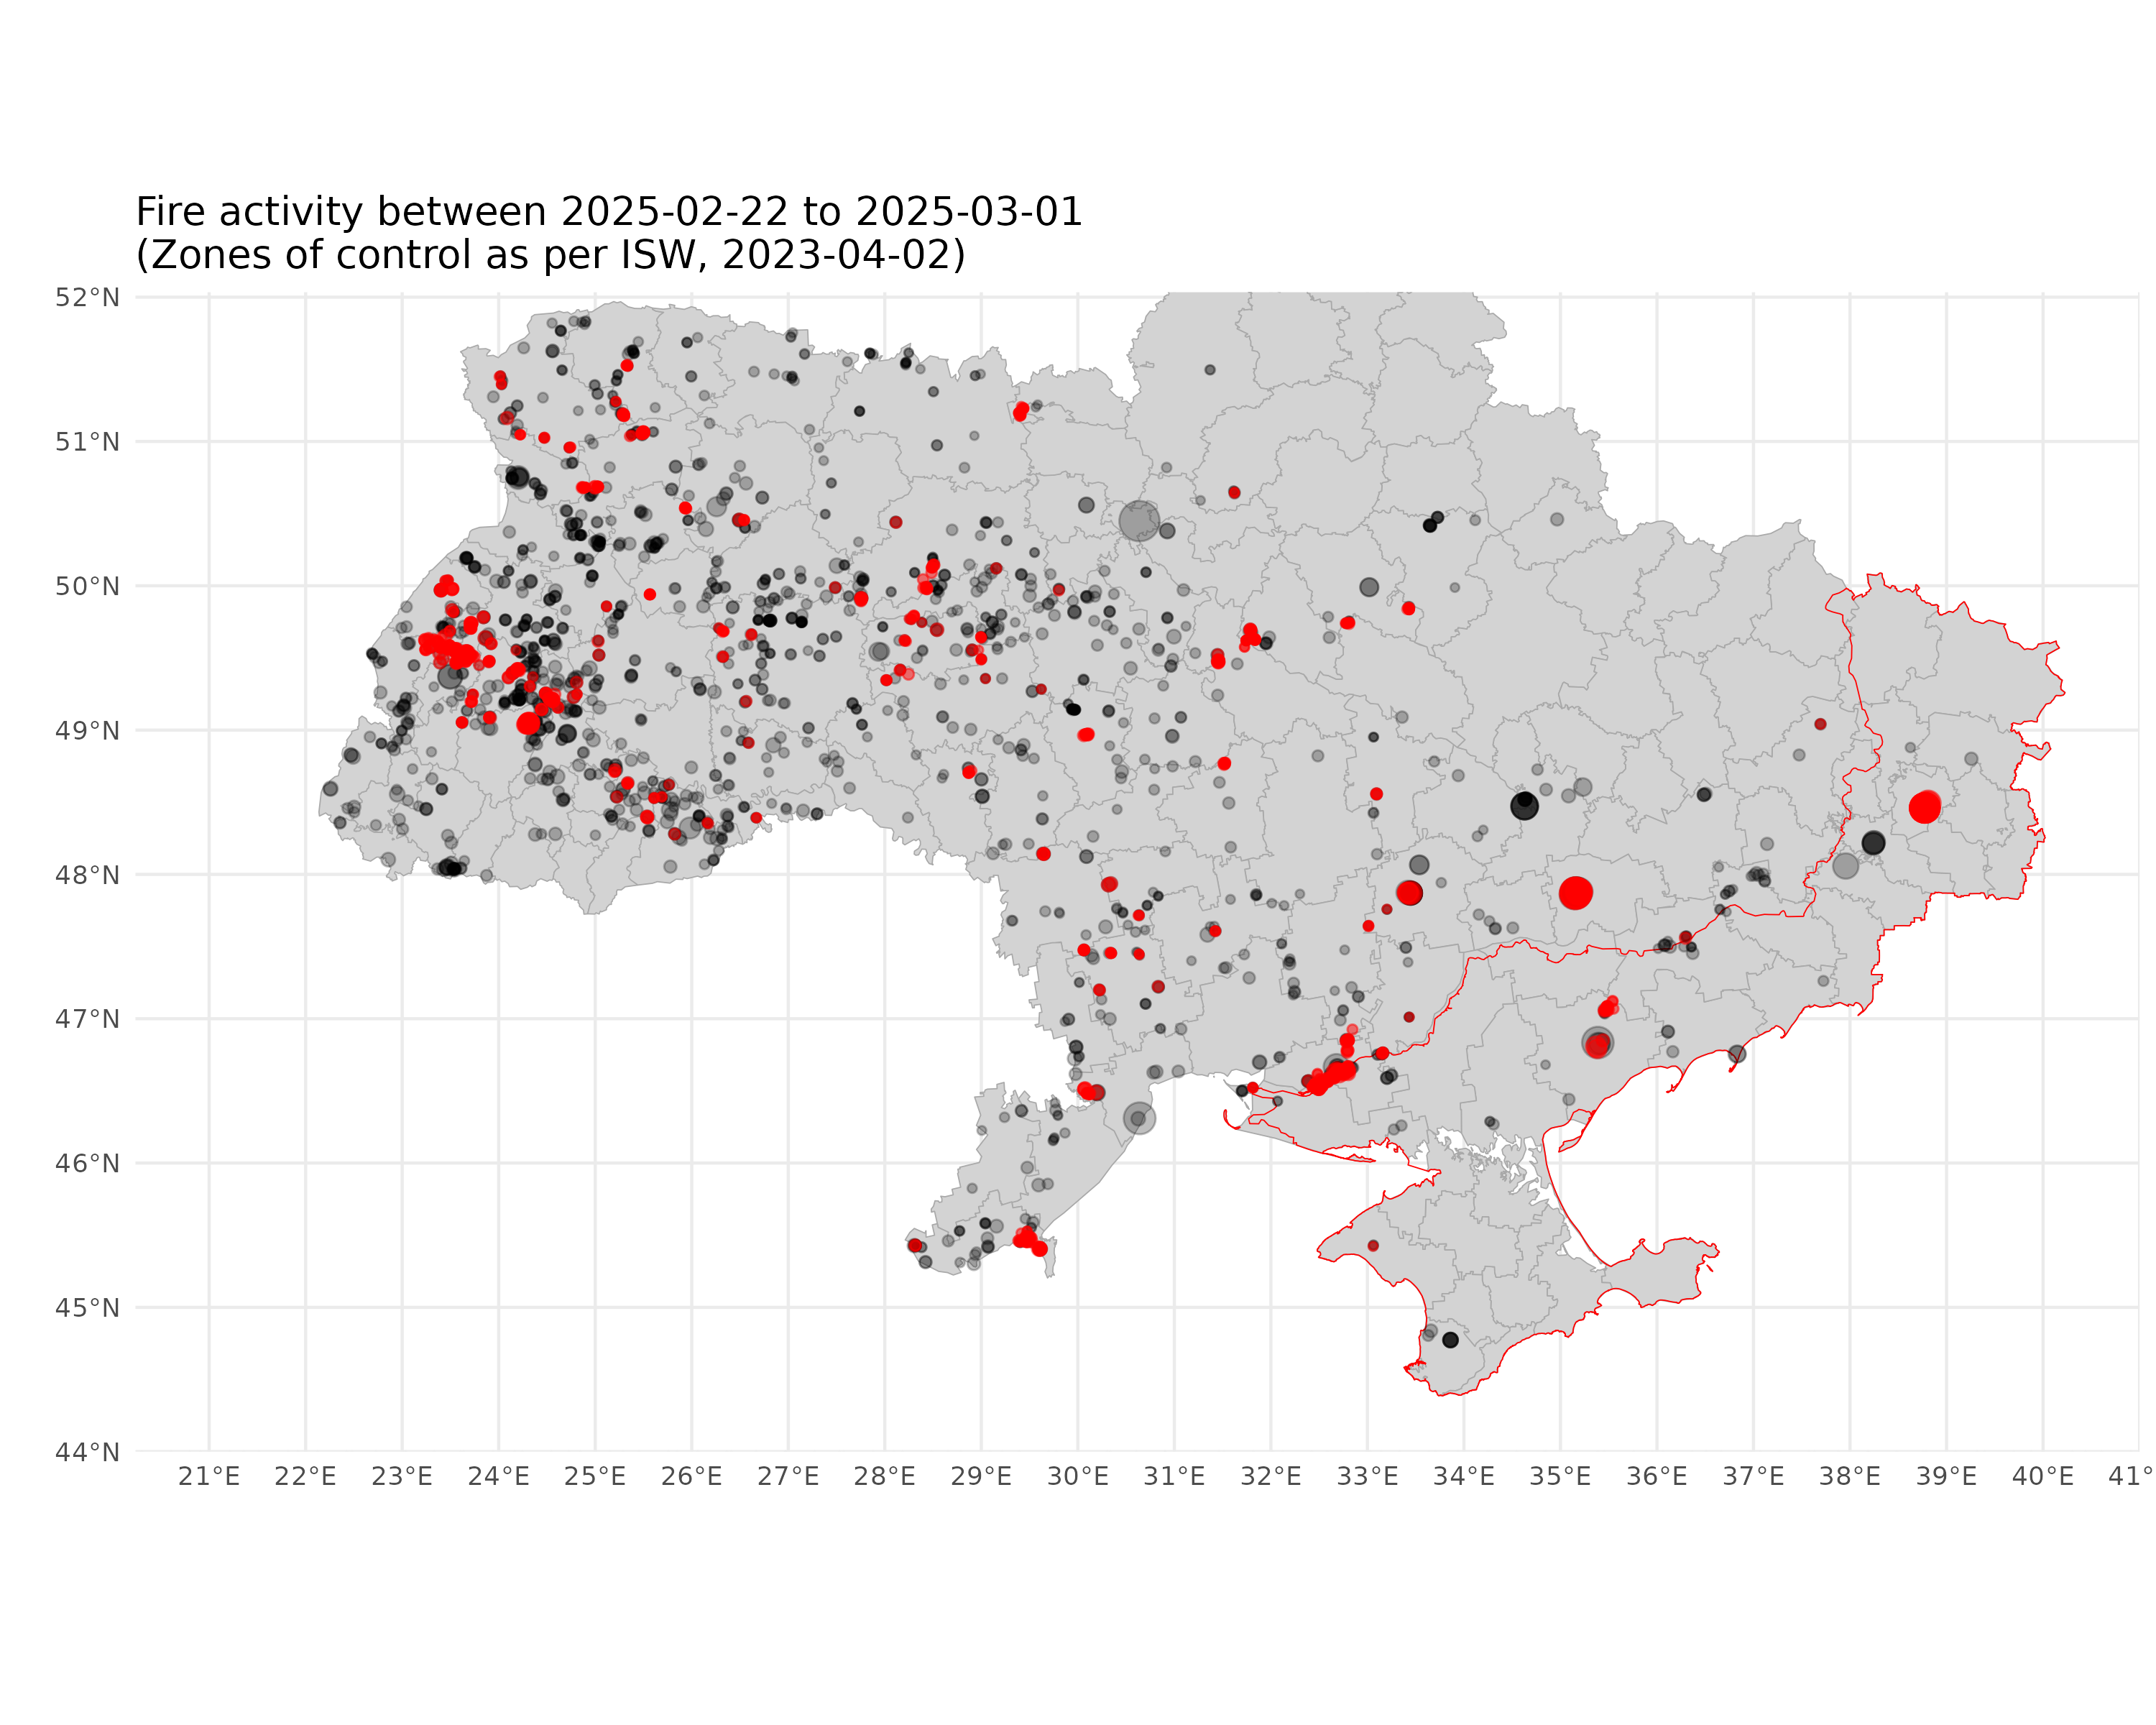 Fire activity between 2025-02-22 to 2025-03-01
(Zones of control as per ISW, 2023-04-02)
52°N
51°N
50°N
49°N
48°N
47°N
46°N
45°N
44°N
21°E 22°E 23°E 24°E 25°E 26°E 27°E 28°E 29°E 30°E 31°E 32°E 33°E 34°E 35°E 36°E 37°E 38°E 39°E 40°E 41°